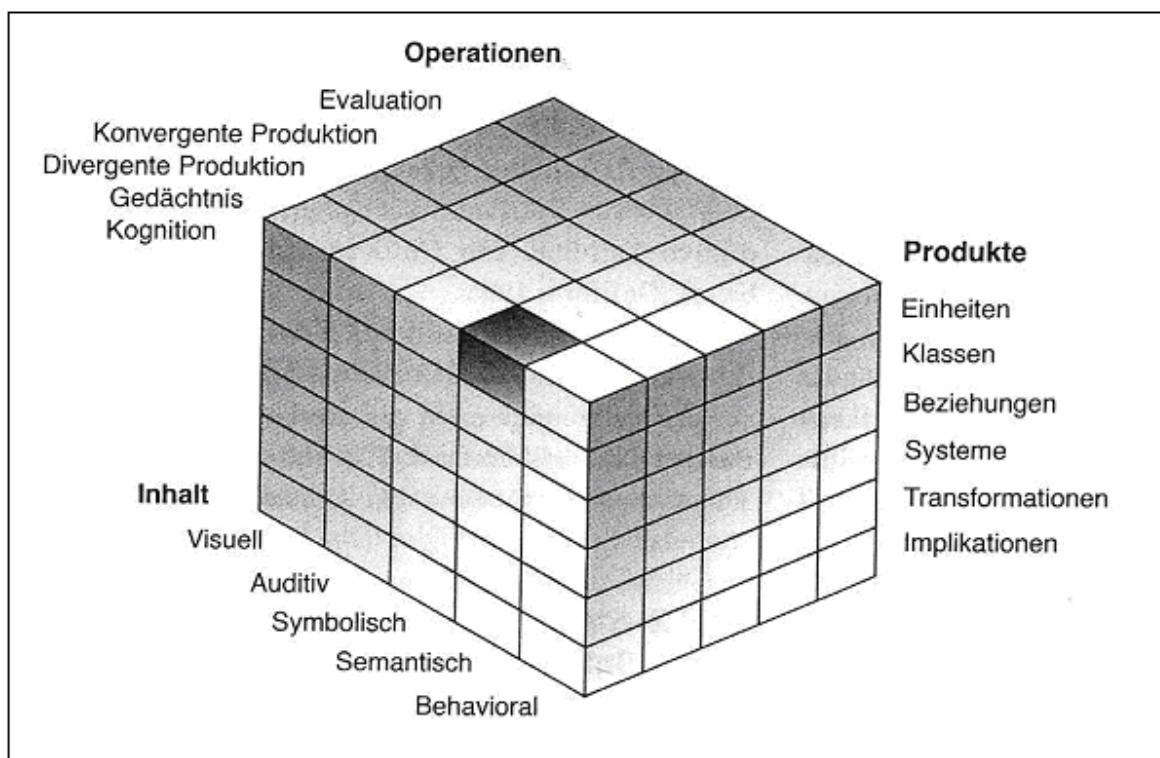 Operationen
Evaluation
Konvergente Produktion
Divergente Produktion
Gedächtnis
Kognition
Produkte
Einheiten
Klassen
Beziehungen
Systeme
Transformationen
Implikationen
Inhalt
Visuell
Auditiv
Symbolisch
Semantisch
Behavioral